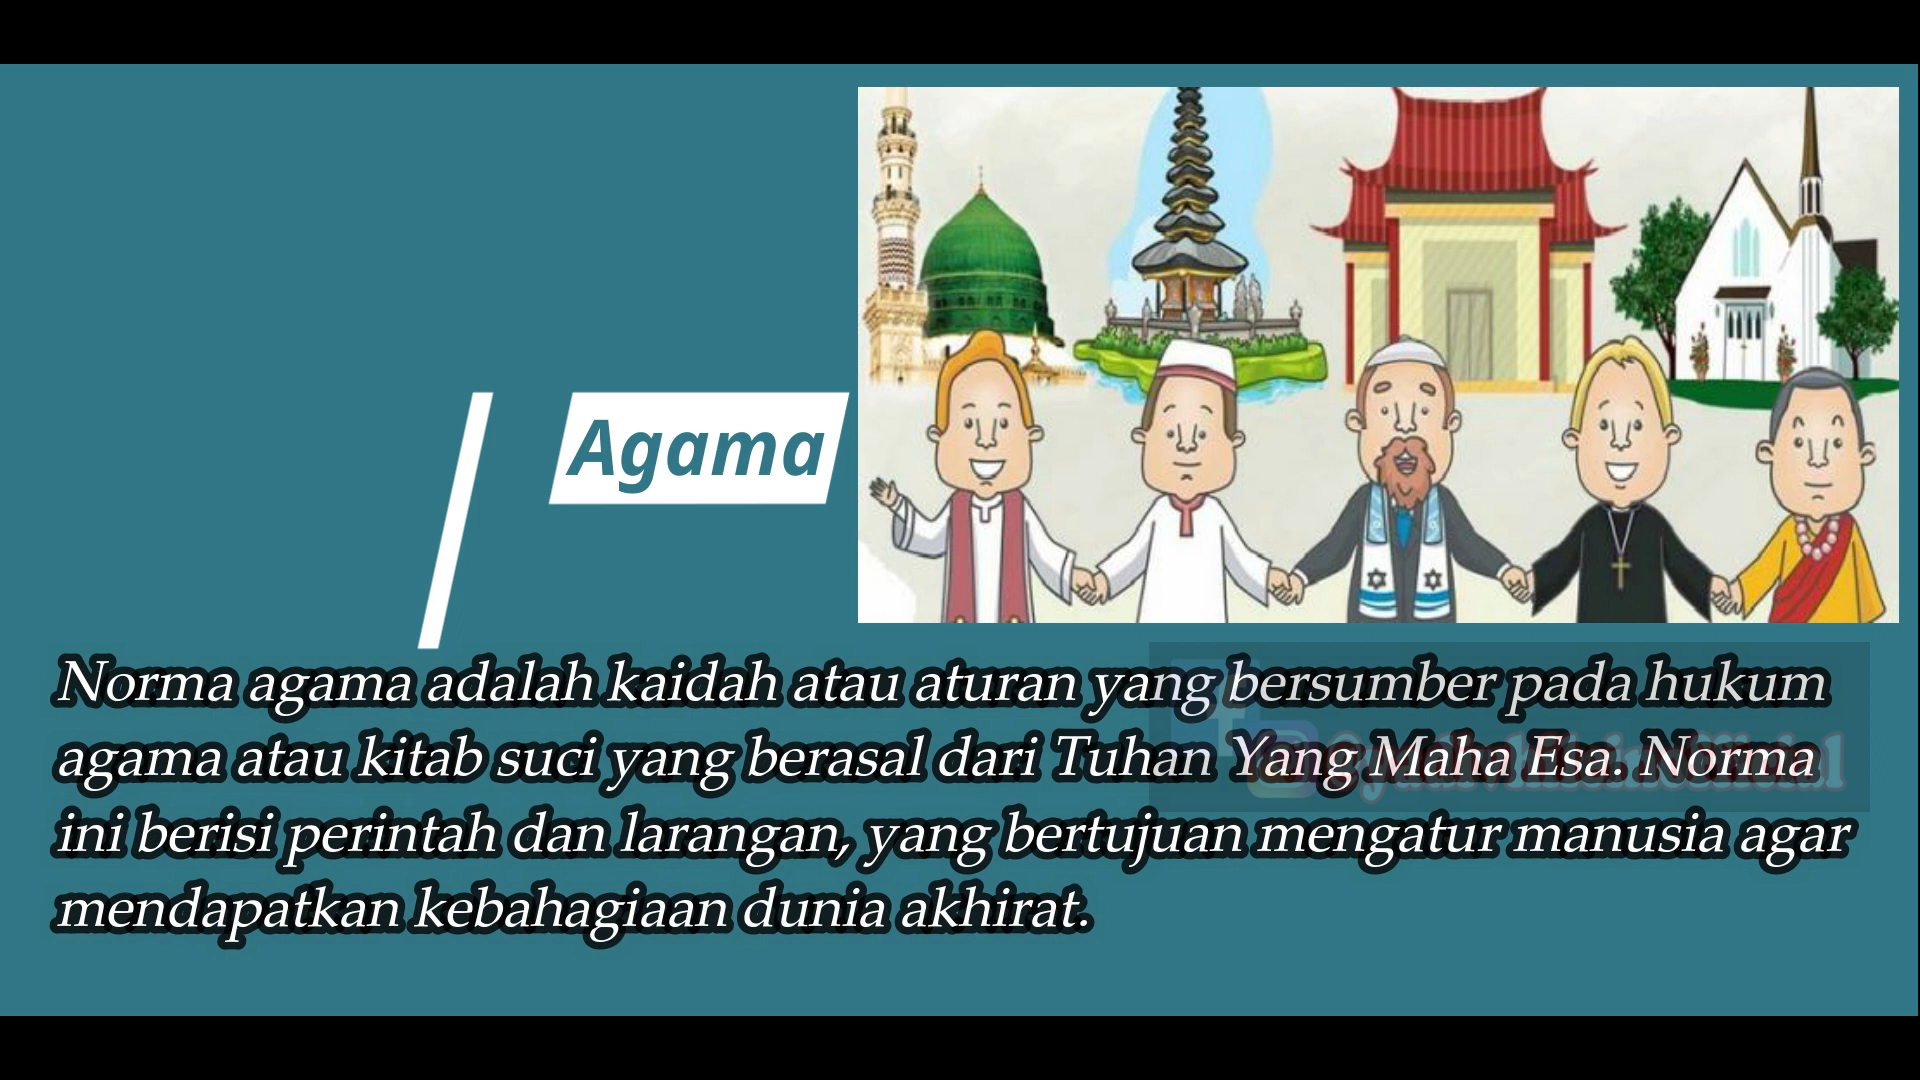 Agama
Norma agama adalah kaidah atau aturan yang bersumber pada hukum
agama atau kitab suci yang berasal dari Tuhan Yang Maha Esa. Norma
ini berisi perintah dan larangan, yang bertujuan mengatur manusia agar
mendapatkan kebahagiaan dunia akhirat.